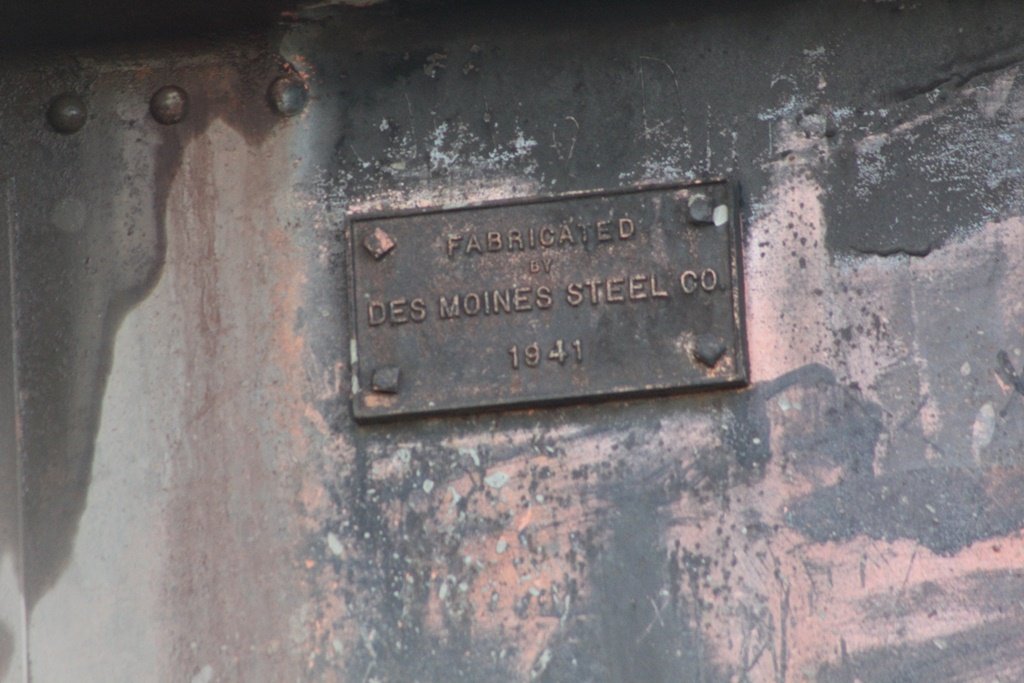 FABRICATED
BY
DES MOINES STEEL CO.
1941